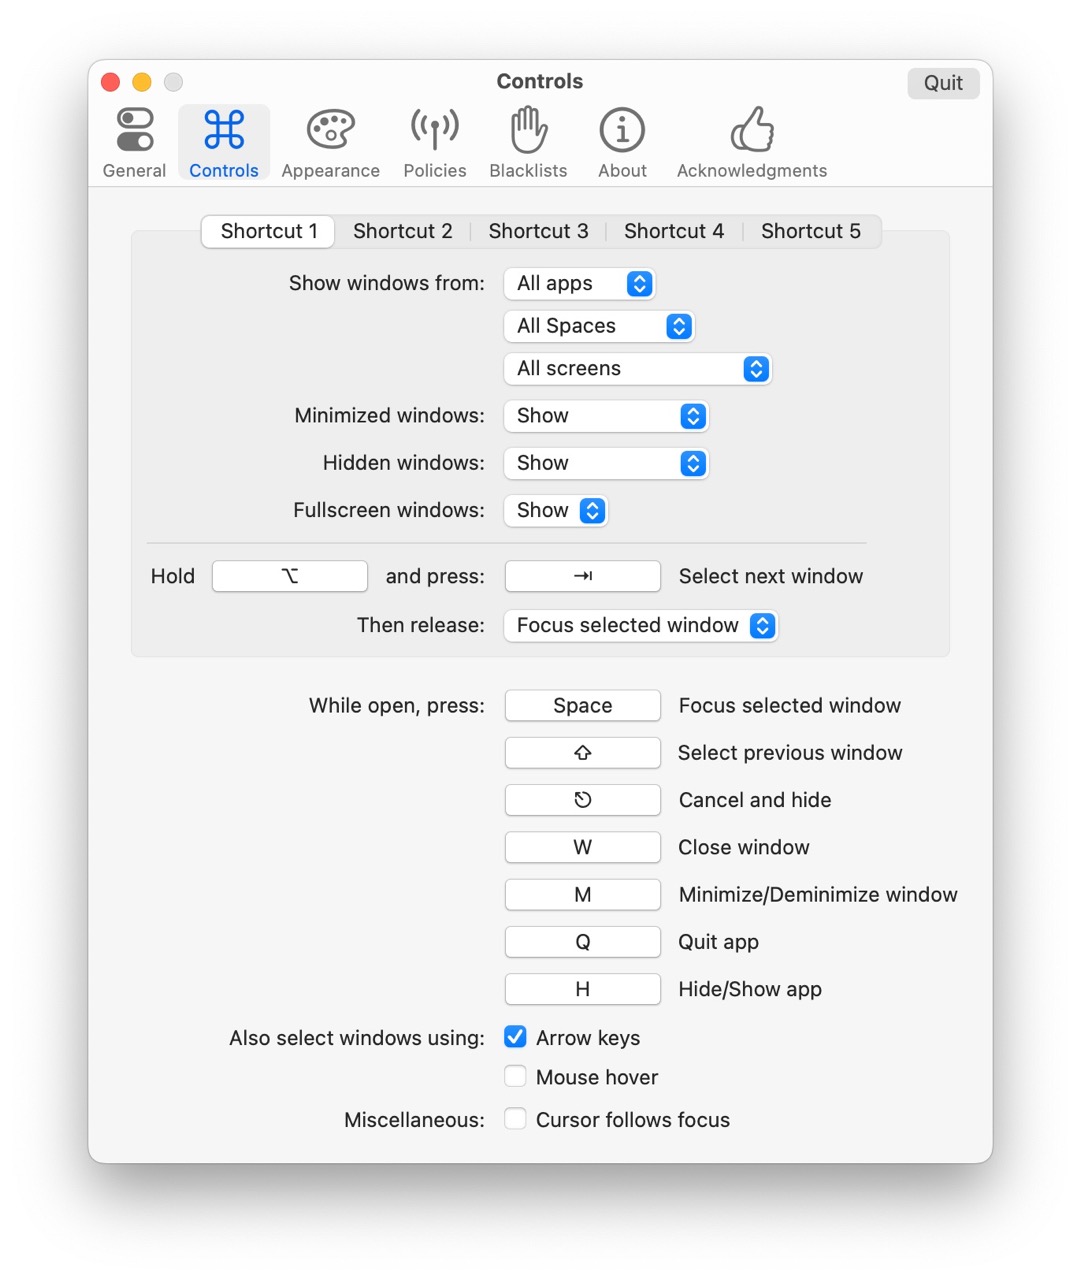 Controls
Quit
General Controls Appearance Policies Blacklists About Acknowledgments
Shortcut 1 Shortcut 2 Shortcut 3 Shortcut 4 Shortcut 5
Show windows from: All apps
All Spaces
All screens
Minimized windows: Show
Hidden windows: Show
Fullscreen windows: Show
Hold ⌥ and press: ⇥ Select next window
Then release: Focus selected window
While open, press: Space Focus selected window
⇧ Select previous window
⎋ Cancel and hide
W Close window
M Minimize/Deminimize window
Q Quit app
H Hide/Show app
Also select windows using: Arrow keys
Mouse hover
Miscellaneous: Cursor follows focus